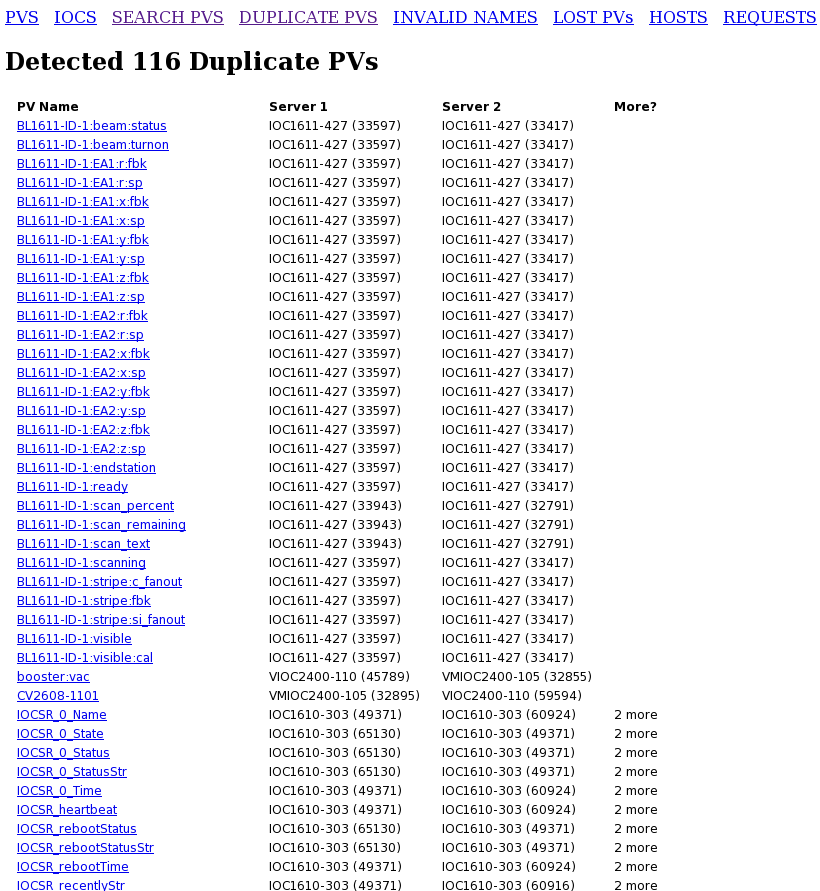 PVS IOCS SEARCH PVS DUPLICATE PVS INVALID NAMES LOST PVs HOSTS REQUESTS
Detected 116 Duplicate PVs
PV Name Server 1 Server 2 More?
BL1611-ID-1:beam:status IOC1611-427 (33597) IOC1611-427 (33417)
BL1611-ID-1:beam:turnon IOC1611-427 (33597) IOC1611-427 (33417)
BL1611-ID-1:EA1:r:fbk IOC1611-427 (33597) IOC1611-427 (33417)
BL1611-ID-1:EA1:r:sp IOC1611-427 (33597) IOC1611-427 (33417)
BL1611-ID-1:EA1:x:fbk IOC1611-427 (33597) IOC1611-427 (33417)
BL1611-ID-1:EA1:x:sp IOC1611-427 (33597) IOC1611-427 (33417)
BL1611-ID-1:EA1:y:fbk IOC1611-427 (33597) IOC1611-427 (33417)
BL1611-ID-1:EA1:y:sp IOC1611-427 (33597) IOC1611-427 (33417)
BL1611-ID-1:EA1:z:fbk IOC1611-427 (33597) IOC1611-427 (33417)
BL1611-ID-1:EA1:z:sp IOC1611-427 (33597) IOC1611-427 (33417)
BL1611-ID-1:EA2:r:fbk IOC1611-427 (33597) IOC1611-427 (33417)
BL1611-ID-1:EA2:r:sp IOC1611-427 (33597) IOC1611-427 (33417)
BL1611-ID-1:EA2:x:fbk IOC1611-427 (33597) IOC1611-427 (33417)
BL1611-ID-1:EA2:x:sp IOC1611-427 (33597) IOC1611-427 (33417)
BL1611-ID-1:EA2:y:fbk IOC1611-427 (33597) IOC1611-427 (33417)
BL1611-ID-1:EA2:y:sp IOC1611-427 (33597) IOC1611-427 (33417)
BL1611-ID-1:EA2:z:fbk IOC1611-427 (33597) IOC1611-427 (33417)
BL1611-ID-1:EA2:z:sp IOC1611-427 (33597) IOC1611-427 (33417)
BL1611-ID-1:endstation IOC1611-427 (33597) IOC1611-427 (33417)
BL1611-ID-1:ready IOC1611-427 (33597) IOC1611-427 (33417)
BL1611-ID-1:scan_percent IOC1611-427 (33943) IOC1611-427 (32791)
BL1611-ID-1:scan_remaining IOC1611-427 (33943) IOC1611-427 (32791)
BL1611-ID-1:scan_text IOC1611-427 (33943) IOC1611-427 (32791)
BL1611-ID-1:scanning IOC1611-427 (33597) IOC1611-427 (33417)
BL1611-ID-1:stripe:c_fanout IOC1611-427 (33597) IOC1611-427 (33417)
BL1611-ID-1:stripe:fbk IOC1611-427 (33597) IOC1611-427 (33417)
BL1611-ID-1:stripe:si_fanout IOC1611-427 (33597) IOC1611-427 (33417)
BL1611-ID-1:visible IOC1611-427 (33597) IOC1611-427 (33417)
BL1611-ID-1:visible:cal IOC1611-427 (33597) IOC1611-427 (33417)
booster:vac VIOC2400-110 (45789) VMIOC2400-105 (32855)
CV2608-1101 VMIOC2400-105 (32895) VIOC2400-110 (59594)
IOCSR_0_Name IOC1610-303 (49371) IOC1610-303 (60924) 2 more
IOCSR_0_State IOC1610-303 (65130) IOC1610-303 (49371) 2 more
IOCSR_0_Status IOC1610-303 (65130) IOC1610-303 (49371) 2 more
IOCSR_0_StatusStr IOC1610-303 (65130) IOC1610-303 (49371) 2 more
IOCSR_0_Time IOC1610-303 (49371) IOC1610-303 (60924) 2 more
IOCSR_heartbeat IOC1610-303 (49371) IOC1610-303 (60924) 2 more
IOCSR_rebootStatus IOC1610-303 (65130) IOC1610-303 (49371) 2 more
IOCSR_rebootStatusStr IOC1610-303 (65130) IOC1610-303 (49371) 2 more
IOCSR_rebootTime IOC1610-303 (49371) IOC1610-303 (60924) 2 more
IOCSR_recentlyStr IOC1610-303 (49371) IOC1610-303 (60916) 2 more